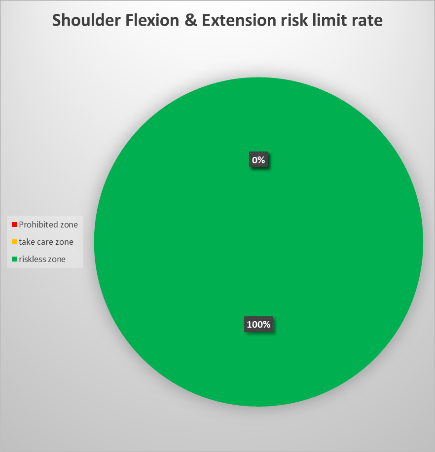 Shoulder Flexion & Extension risk limit rate
0%
Prohibited zone
take care zone
riskless zone
100%